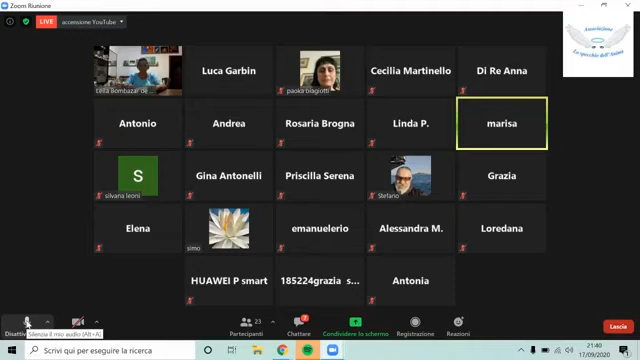 Zoom Riunione
LIVE accensione YouTube
Associazione
Lo specchio dell'Anima
Leila Bombazar de ...
Luca Garbin
paola biagiotti
Cecilia Martinello
Di Re Anna
Antonio
Andrea
Rosaria Brogna
Linda P.
marisa
S
silvana leoni
Gina Antonelli
Priscilla Serena
Stefano
Grazia
Elena
simo
emanuelerio
Alessandra M.
Loredana
HUAWEI P smart
185224grazia s...
Antonia
Disattiv
Silenzia il mio audio (Alt+A)
23
Partecipanti
2
Chattare
Condividere lo schermo
Registrazione
Reazioni
Lascia
Scrivi qui per eseguire la ricerca
21:40
17/09/2020